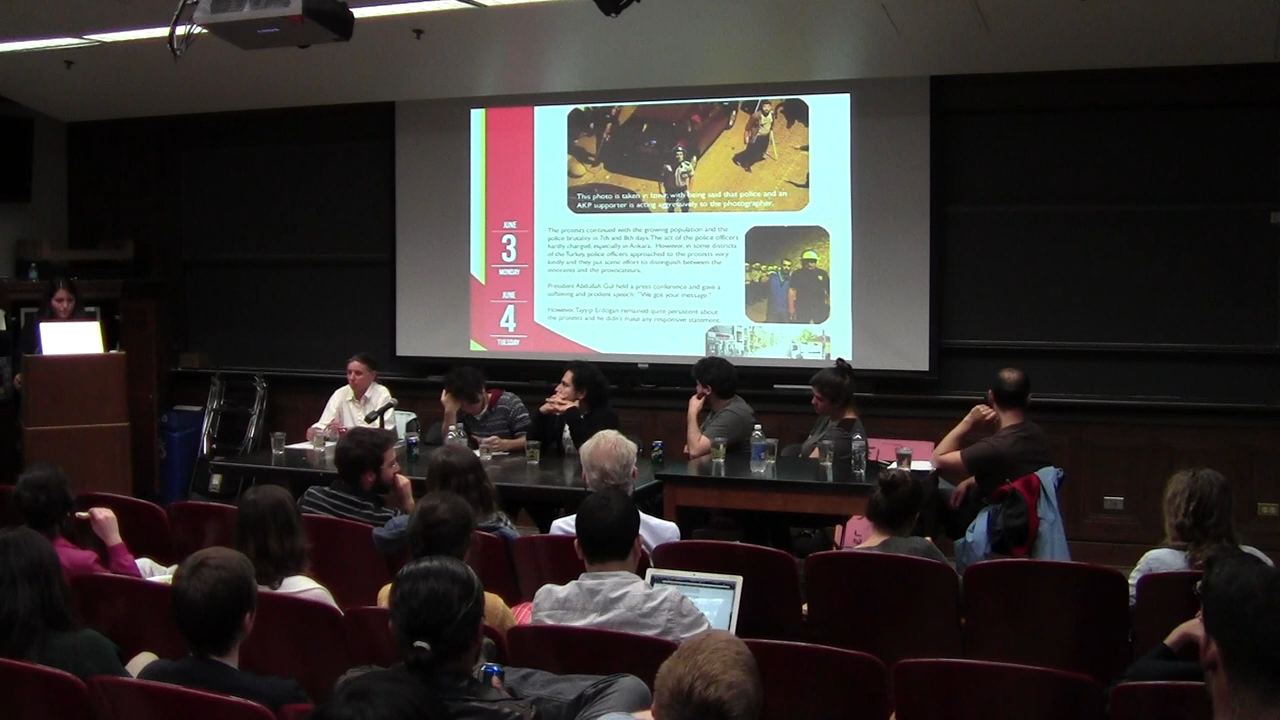 This photo is taken in Izmir, with being said that police and an
AKP supporter is acting aggressively to the photographer.
JUNE
3
MONDAY
JUNE
4
TUESDAY
The protests continued with the growing population and the
police brutality in 7th and 8th days. The act of the police officers
hardly changed, especially in Ankara. However, in some districts
of the Turkey, police officers approached to the protests very
kindly and they put some effort to distinguish between the
innocents and the provocateurs.
President Abdullah Gul held a press conference and gave a
softening and prudent speech: "We got your message."
However, Tayyip Erdogan remained quite persistent about
the protests and he didn't make any responsive statement.